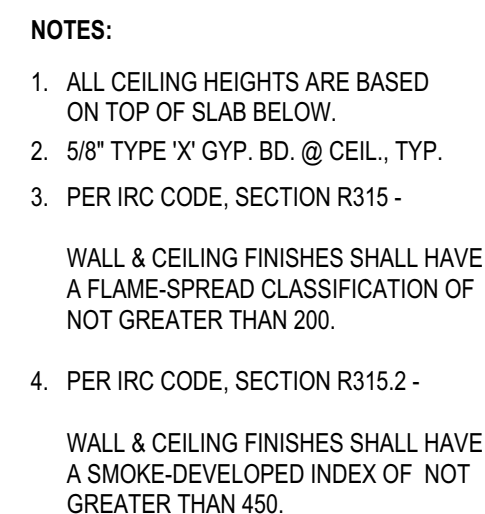 NOTES:
1. ALL CEILING HEIGHTS ARE BASED
ON TOP OF SLAB BELOW.
2. 5/8" TYPE 'X' GYP. BD. @ CEIL., TYP.
3. PER IRC CODE, SECTION R315 -
WALL & CEILING FINISHES SHALL HAVE
A FLAME-SPREAD CLASSIFICATION OF
NOT GREATER THAN 200.
4. PER IRC CODE, SECTION R315.2 -
WALL & CEILING FINISHES SHALL HAVE
A SMOKE-DEVELOPED INDEX OF NOT
GREATER THAN 450.